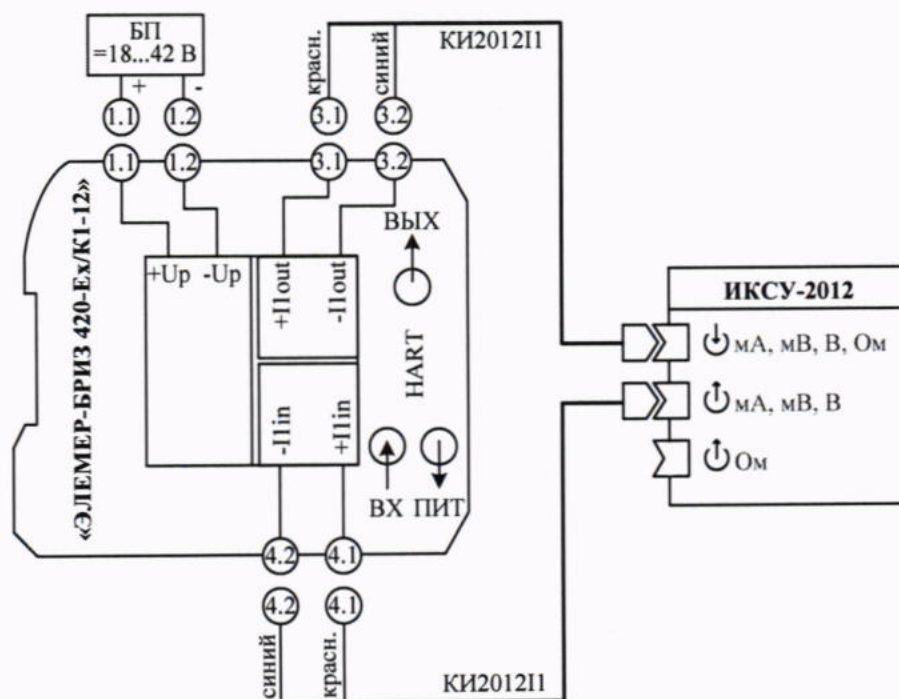 БП
=18...42 В
+ -
1.1 1.2
1.1 1.2
красн.
синий
КИ2012I1
3.1 3.2
3.1 3.2
«ЭЛЕМЕР-БРИЗ 420-Ex/К1-12»
+Up -Up
+I1out
-I1out
-I1in
+I1in
ВЫХ
HART
ВХ ПИТ
4.2 4.1
4.2 4.1
синий
красн.
КИ2012I1
ИКСУ-2012
мА, мВ, В, Ом
мА, мВ, В
Ом